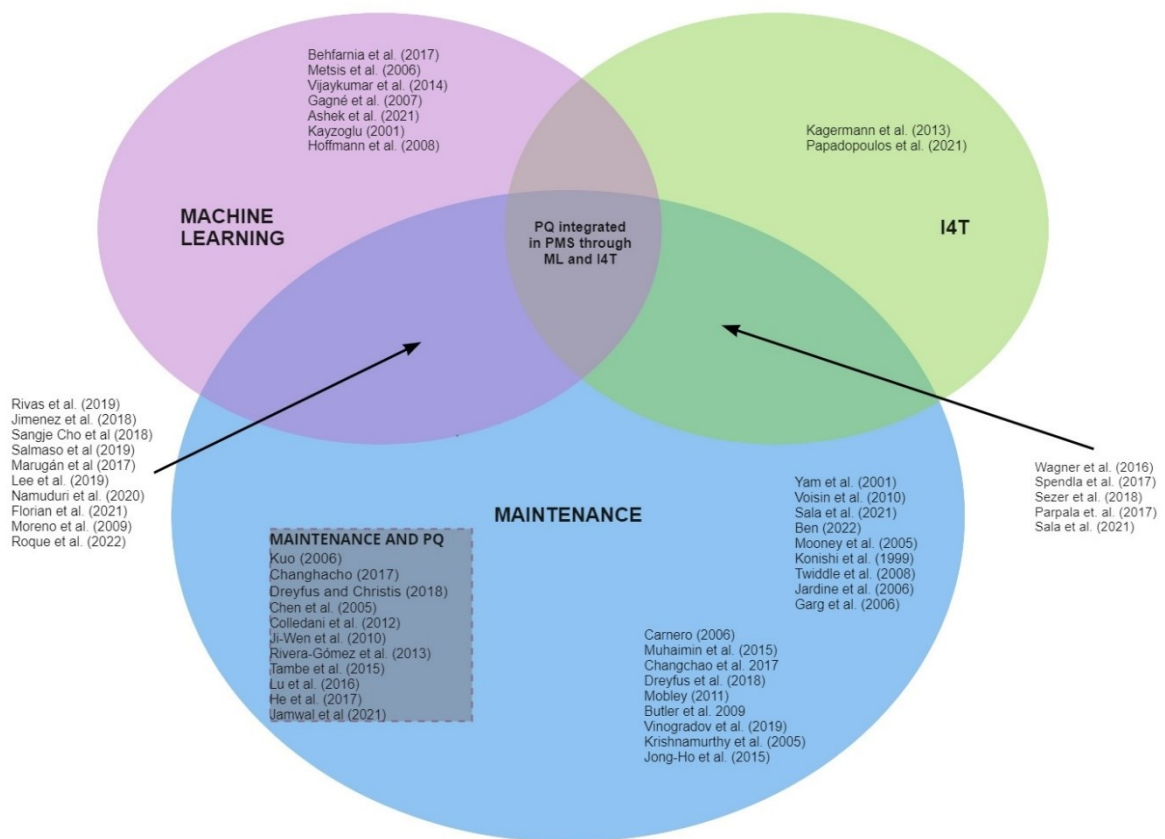 Behfarnia et al. (2017)
Metsis et al. (2006)
Vijaykumar et al. (2014)
Gagné et al. (2007)
Ashek et al. (2021)
Kayzoglu (2001)
Hoffmann et al. (2008)
Kagermann et al. (2013)
Papadopoulos et al. (2021)
MACHINE
LEARNING
PQ integrated
in PMS through
ML and I4T
I4T
Rivas et al. (2019)
Jimenez et al. (2018)
Sangje Cho et al (2018)
Salmaso et al (2019)
Marugán et al (2017)
Lee et al. (2019)
Namuduri et al. (2020)
Florian et al. (2021)
Moreno et al. (2009)
Roque et al. (2022)
Wagner et al. (2016)
Spendla et al. (2017)
Sezer et al. (2018)
Parpala et. al. (2017)
Sala et al. (2021)
MAINTENANCE
Yam et al. (2001)
Voisin et al. (2010)
Sala et al. (2021)
Ben (2022)
Mooney et al. (2005)
Konishi et al. (1999)
Twiddle et al. (2008)
Jardine et al. (2006)
Garg et al. (2006)
MAINTENANCE AND PQ
Kuo (2006)
Changhacho (2017)
Dreyfus and Christis (2018)
Chen et al. (2005)
Colledani et al. (2012)
Ji-Wen et al. (2010)
Rivera-Gómez et al. (2013)
Tambe et al. (2015)
Lu et al. (2016)
He et al. (2017)
Jamwal et al (2021)
Carnero (2006)
Muhaimin et al. (2015)
Changchao et al. 2017
Dreyfus et al. (2018)
Mobley (2011)
Butler et al. 2009
Vinogradov et al. (2019)
Krishnamurthy et al. (2005)
Jong-Ho et al. (2015)